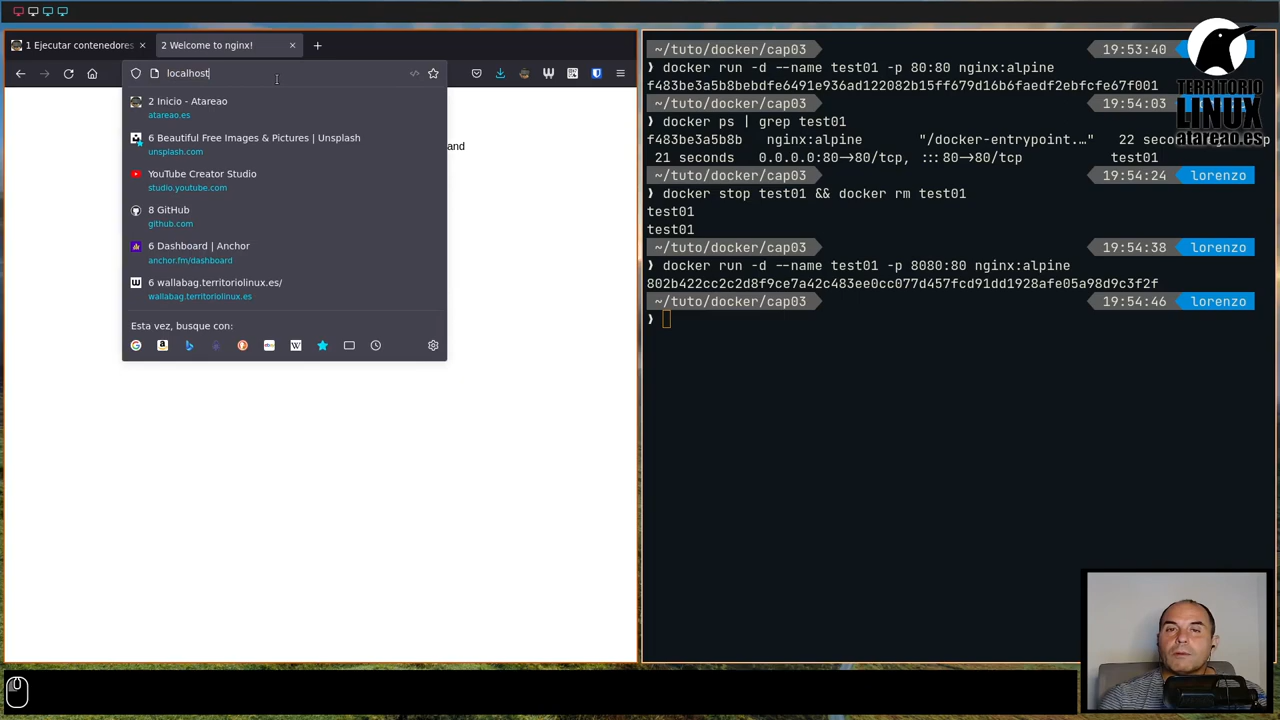 1 Ejecutar contenedores
2 Welcome to nginx!
localhost
and
2 Inicio - Atareao
atareao.es
6 Beautiful Free Images & Pictures | Unsplash
unsplash.com
YouTube Creator Studio
studio.youtube.com
8 GitHub
github.com
6 Dashboard | Anchor
anchor.fm/dashboard
6 wallabag.territoriolinux.es/
wallabag.territoriolinux.es
Esta vez, busque con:
~/tuto/docker/cap03 19:53:40
❯ docker run -d --name test01 -p 80:80 nginx:alpine
f483be3a5b8bebdfe6491e936ad122082b15ff679d16b6faedf2ebfcfe67f001
~/tuto/docker/cap03 19:54:03
❯ docker ps | grep test01
f483be3a5b8b nginx:alpine "/docker-entrypoint.…" 22
21 seconds 0.0.0.0:80->80/tcp, :::80->80/tcp test01
~/tuto/docker/cap03 19:54:24 lorenzo
❯ docker stop test01 && docker rm test01
test01
test01
~/tuto/docker/cap03 19:54:38 lorenzo
❯ docker run -d --name test01 -p 8080:80 nginx:alpine
802b422cc2c2d8f9ce7a42c483ee0cc077d457fcd91dd1928afe05a98d9c3f2f
~/tuto/docker/cap03 19:54:46 lorenzo
❯
TERRITORIO
LINUX
atareao.es